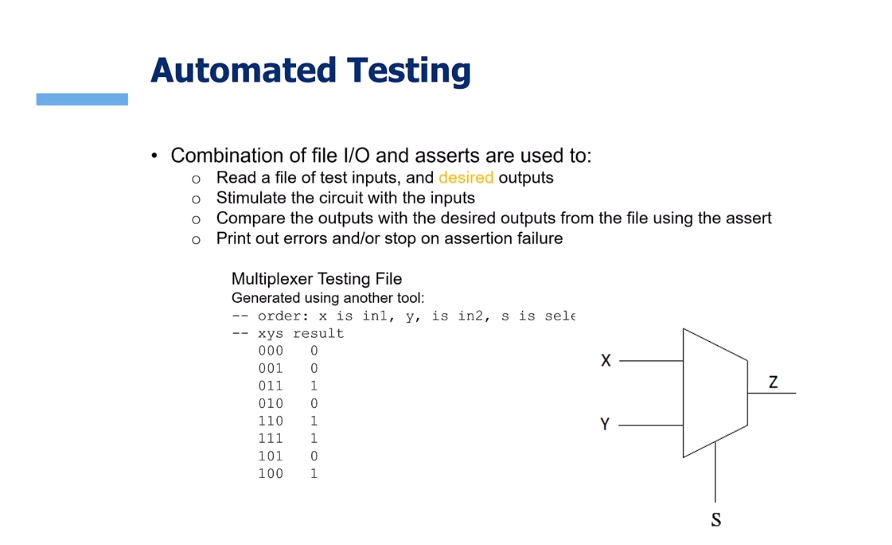 Automated Testing
• Combination of file I/O and asserts are used to:
o Read a file of test inputs, and desired outputs
o Stimulate the circuit with the inputs
o Compare the outputs with the desired outputs from the file using the assert
o Print out errors and/or stop on assertion failure
Multiplexer Testing File
Generated using another tool:
-- order: x is in1, y, is in2, s is sele
-- xys result
000 0
001 0
011 1
010 0
110 1
111 1
101 0
100 1
X
Z
Y
S